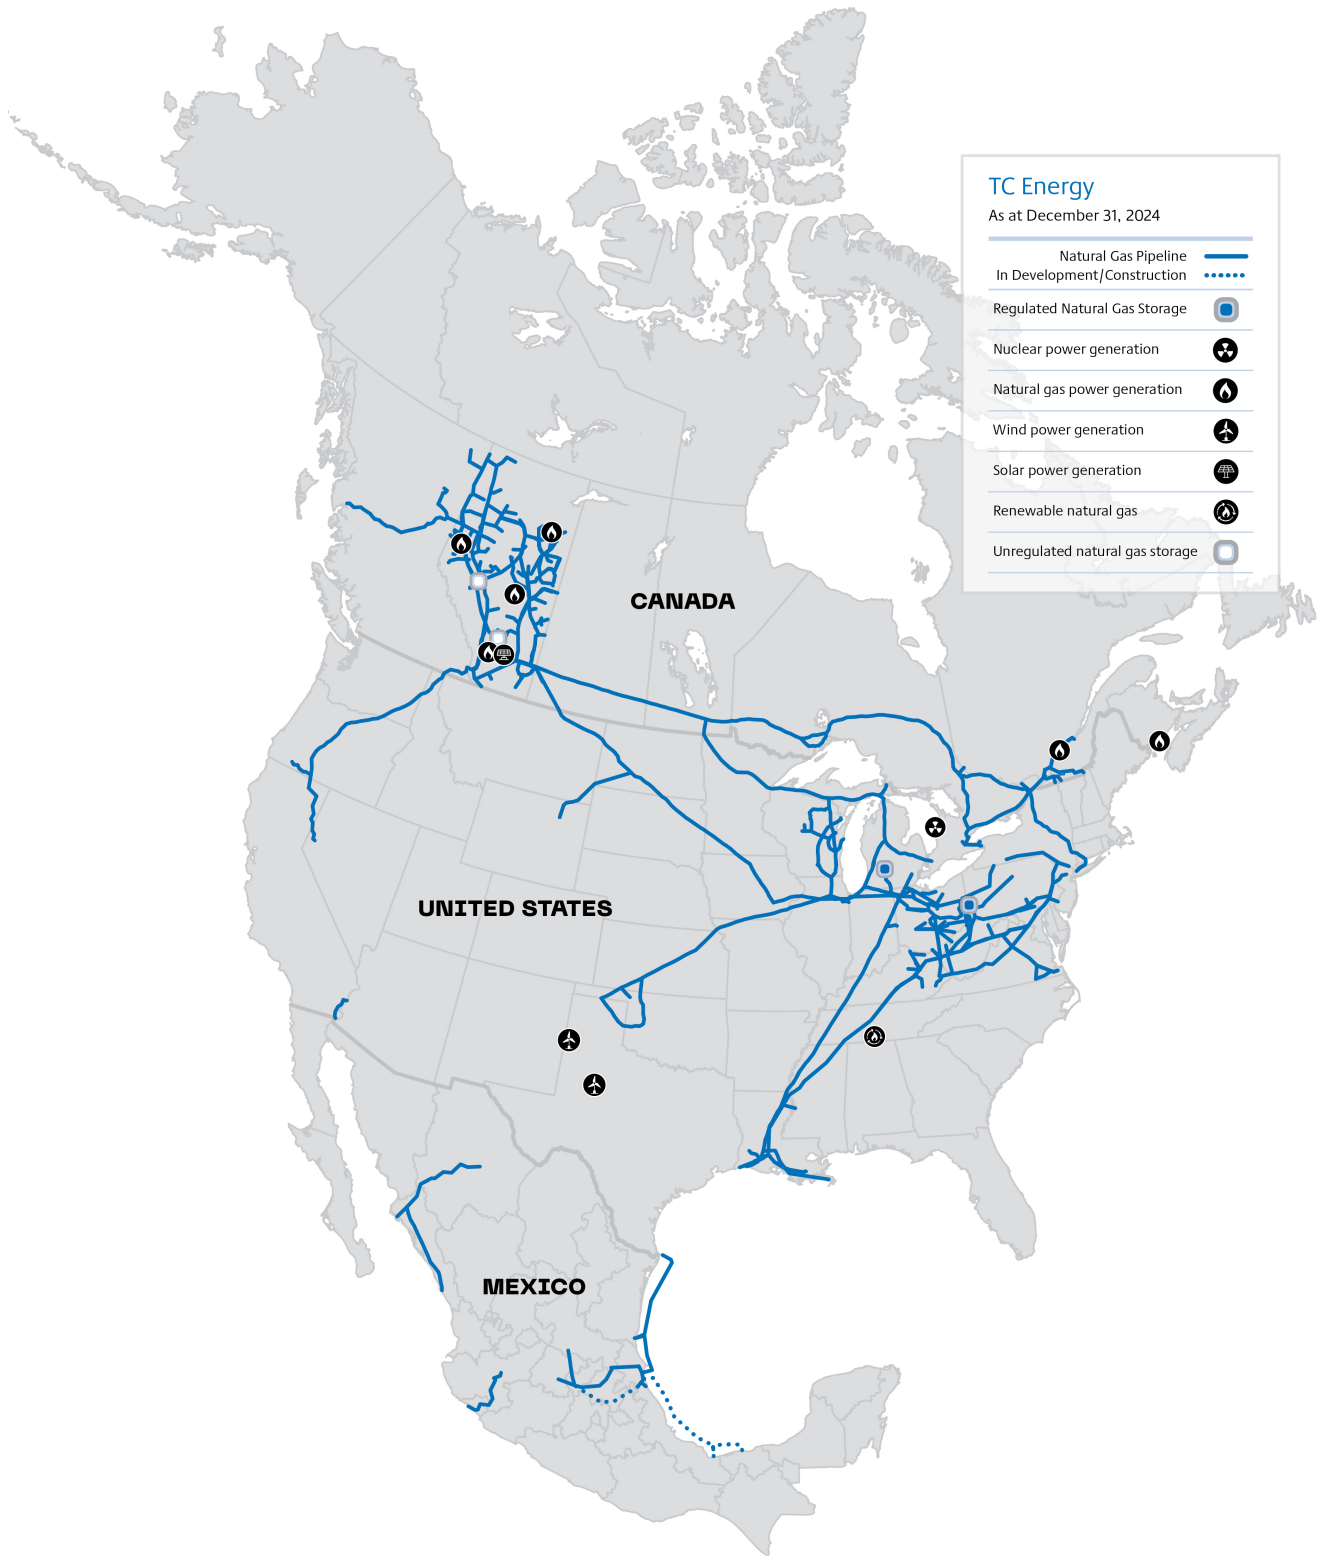 TC Energy
As at December 31, 2024
Natural Gas Pipeline
In Development/Construction
Regulated Natural Gas Storage
Nuclear power generation
Natural gas power generation
Wind power generation
Solar power generation
Renewable natural gas
Unregulated natural gas storage
CANADA
UNITED STATES
MEXICO